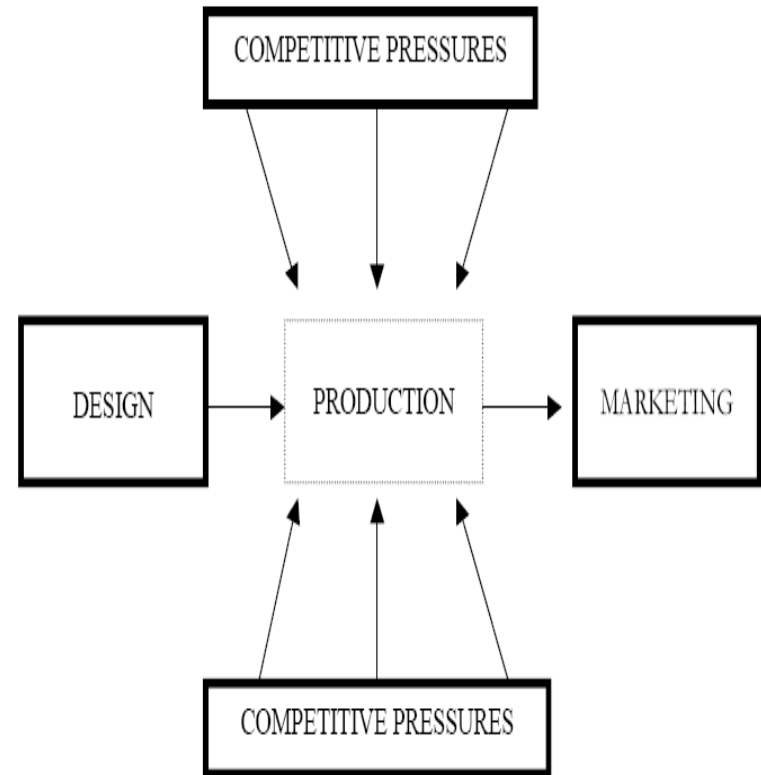 COMPETITIVE PRESSURES
DESIGN
PRODUCTION
MARKETING
COMPETITIVE PRESSURES